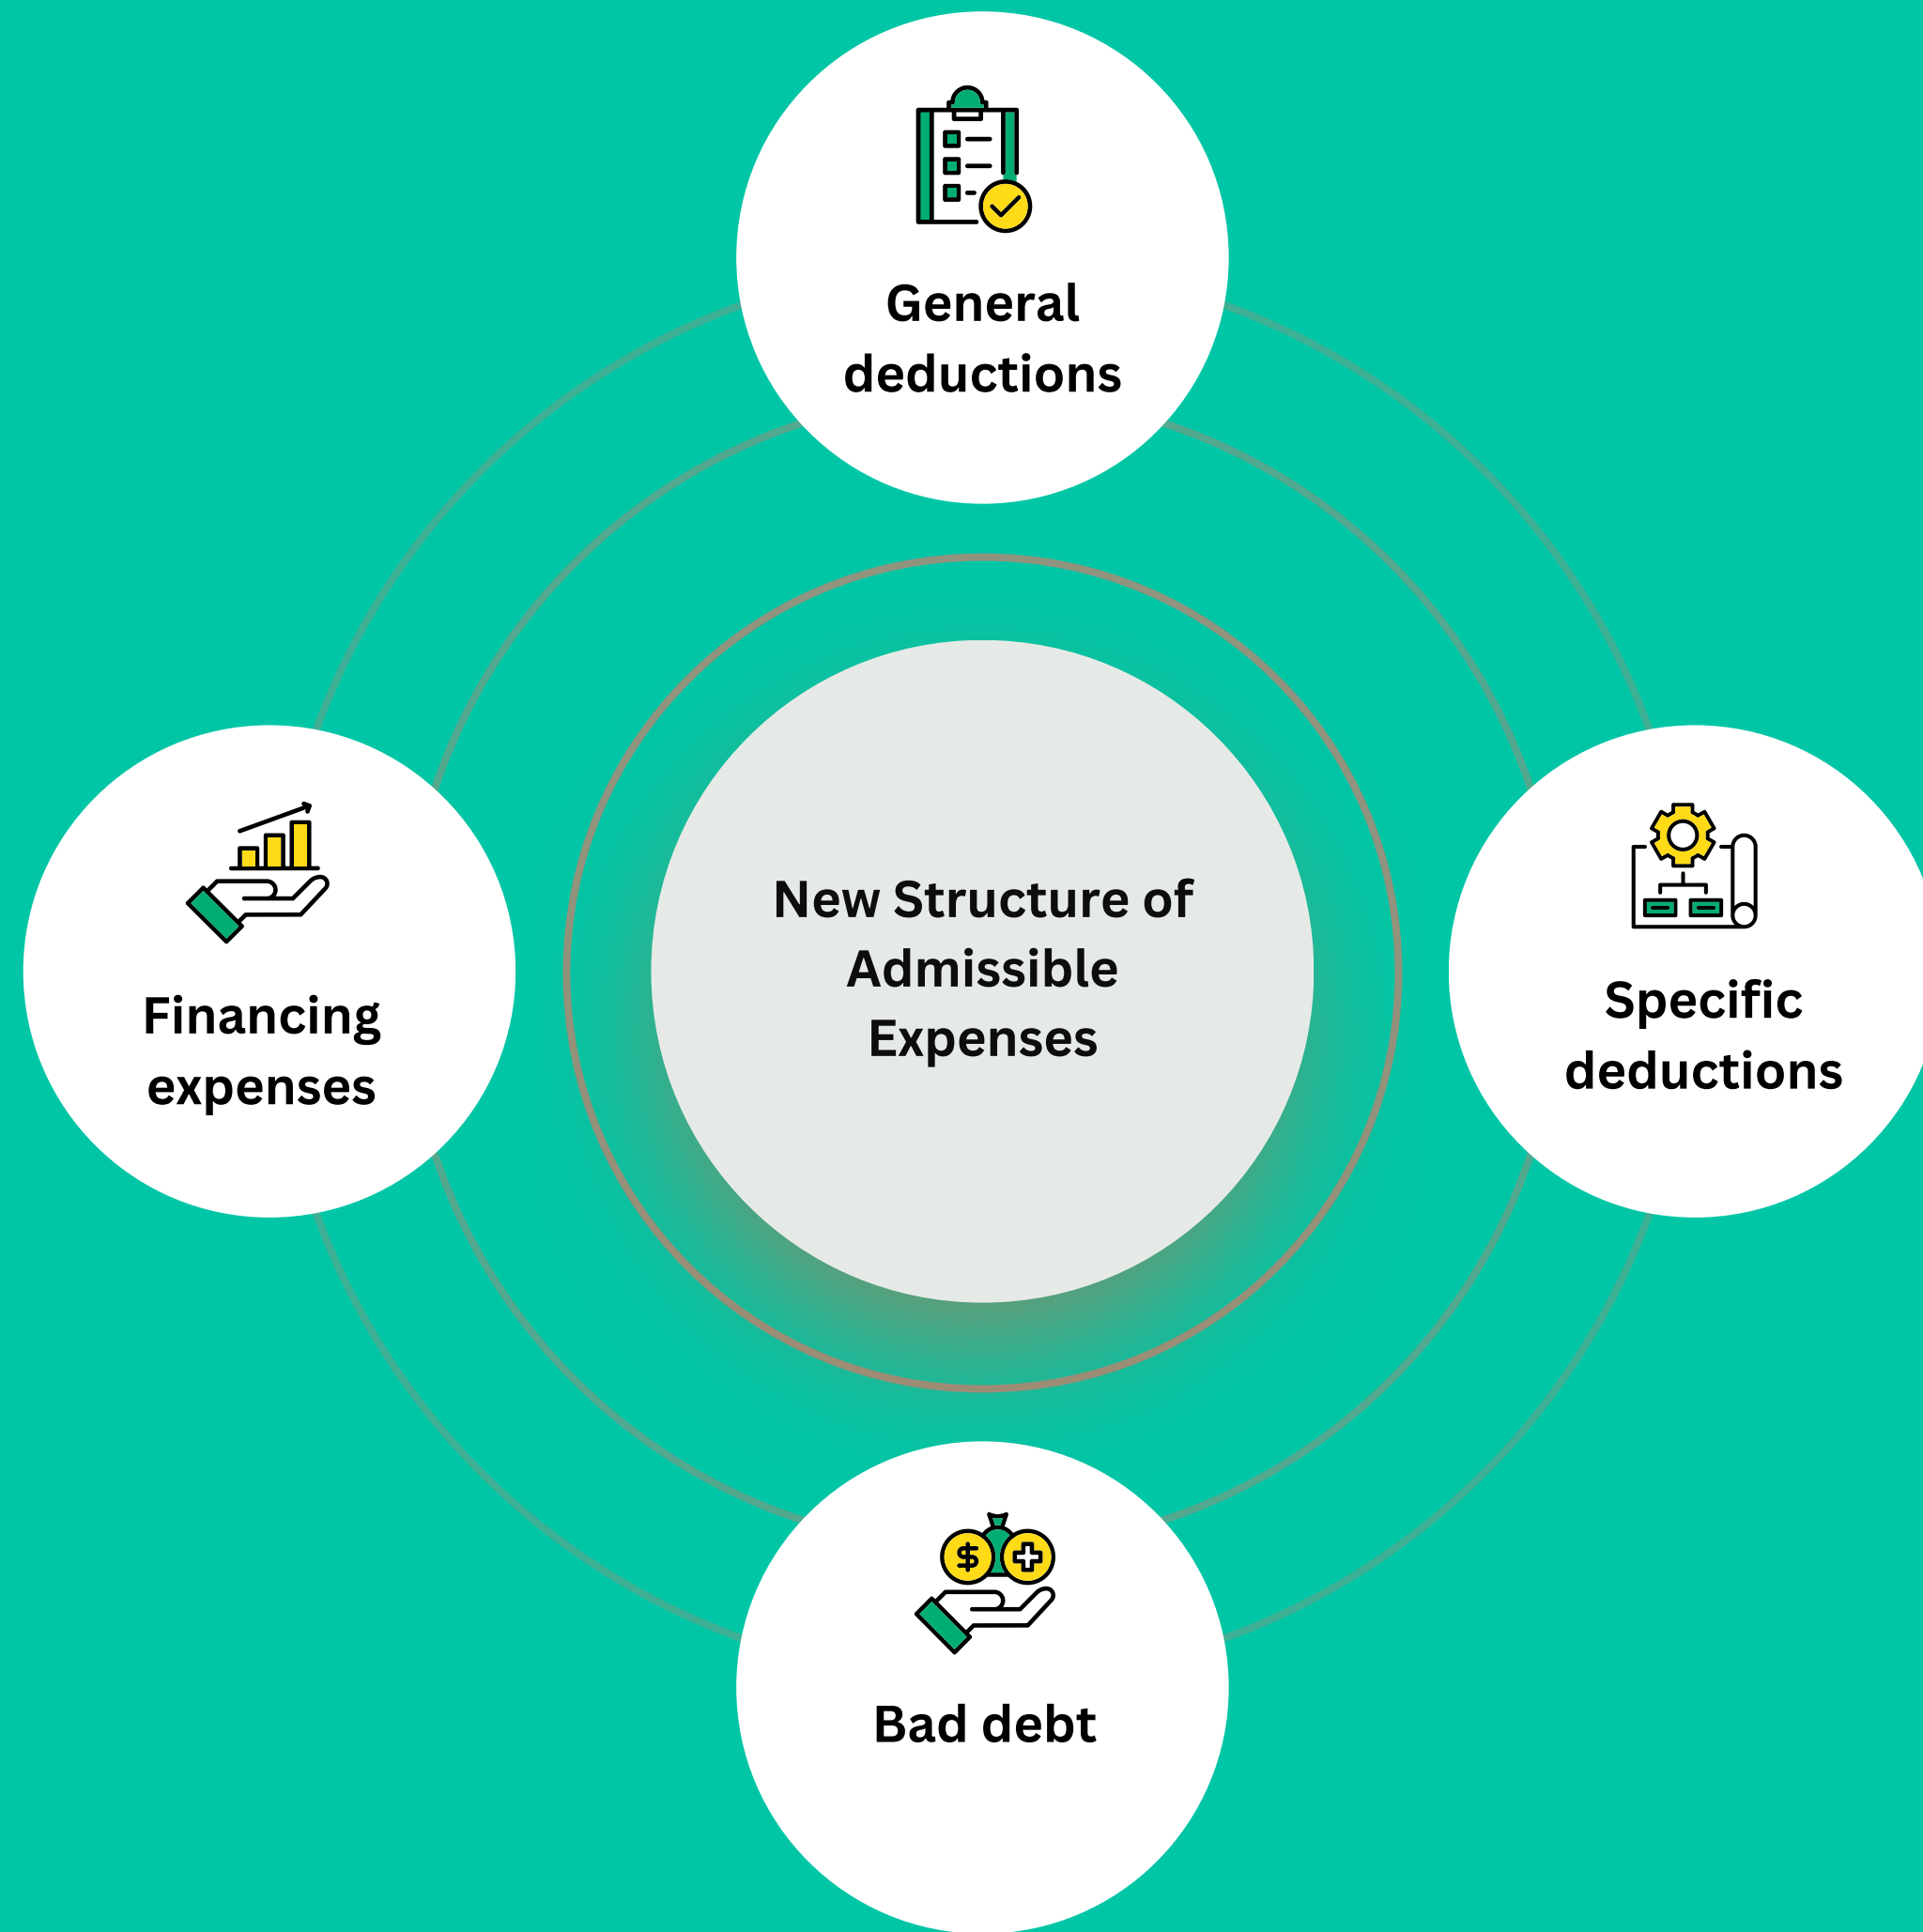 General
deductions
New Structure of
Admissible
Expenses
Financing
expenses
Specific
deductions
Bad debt